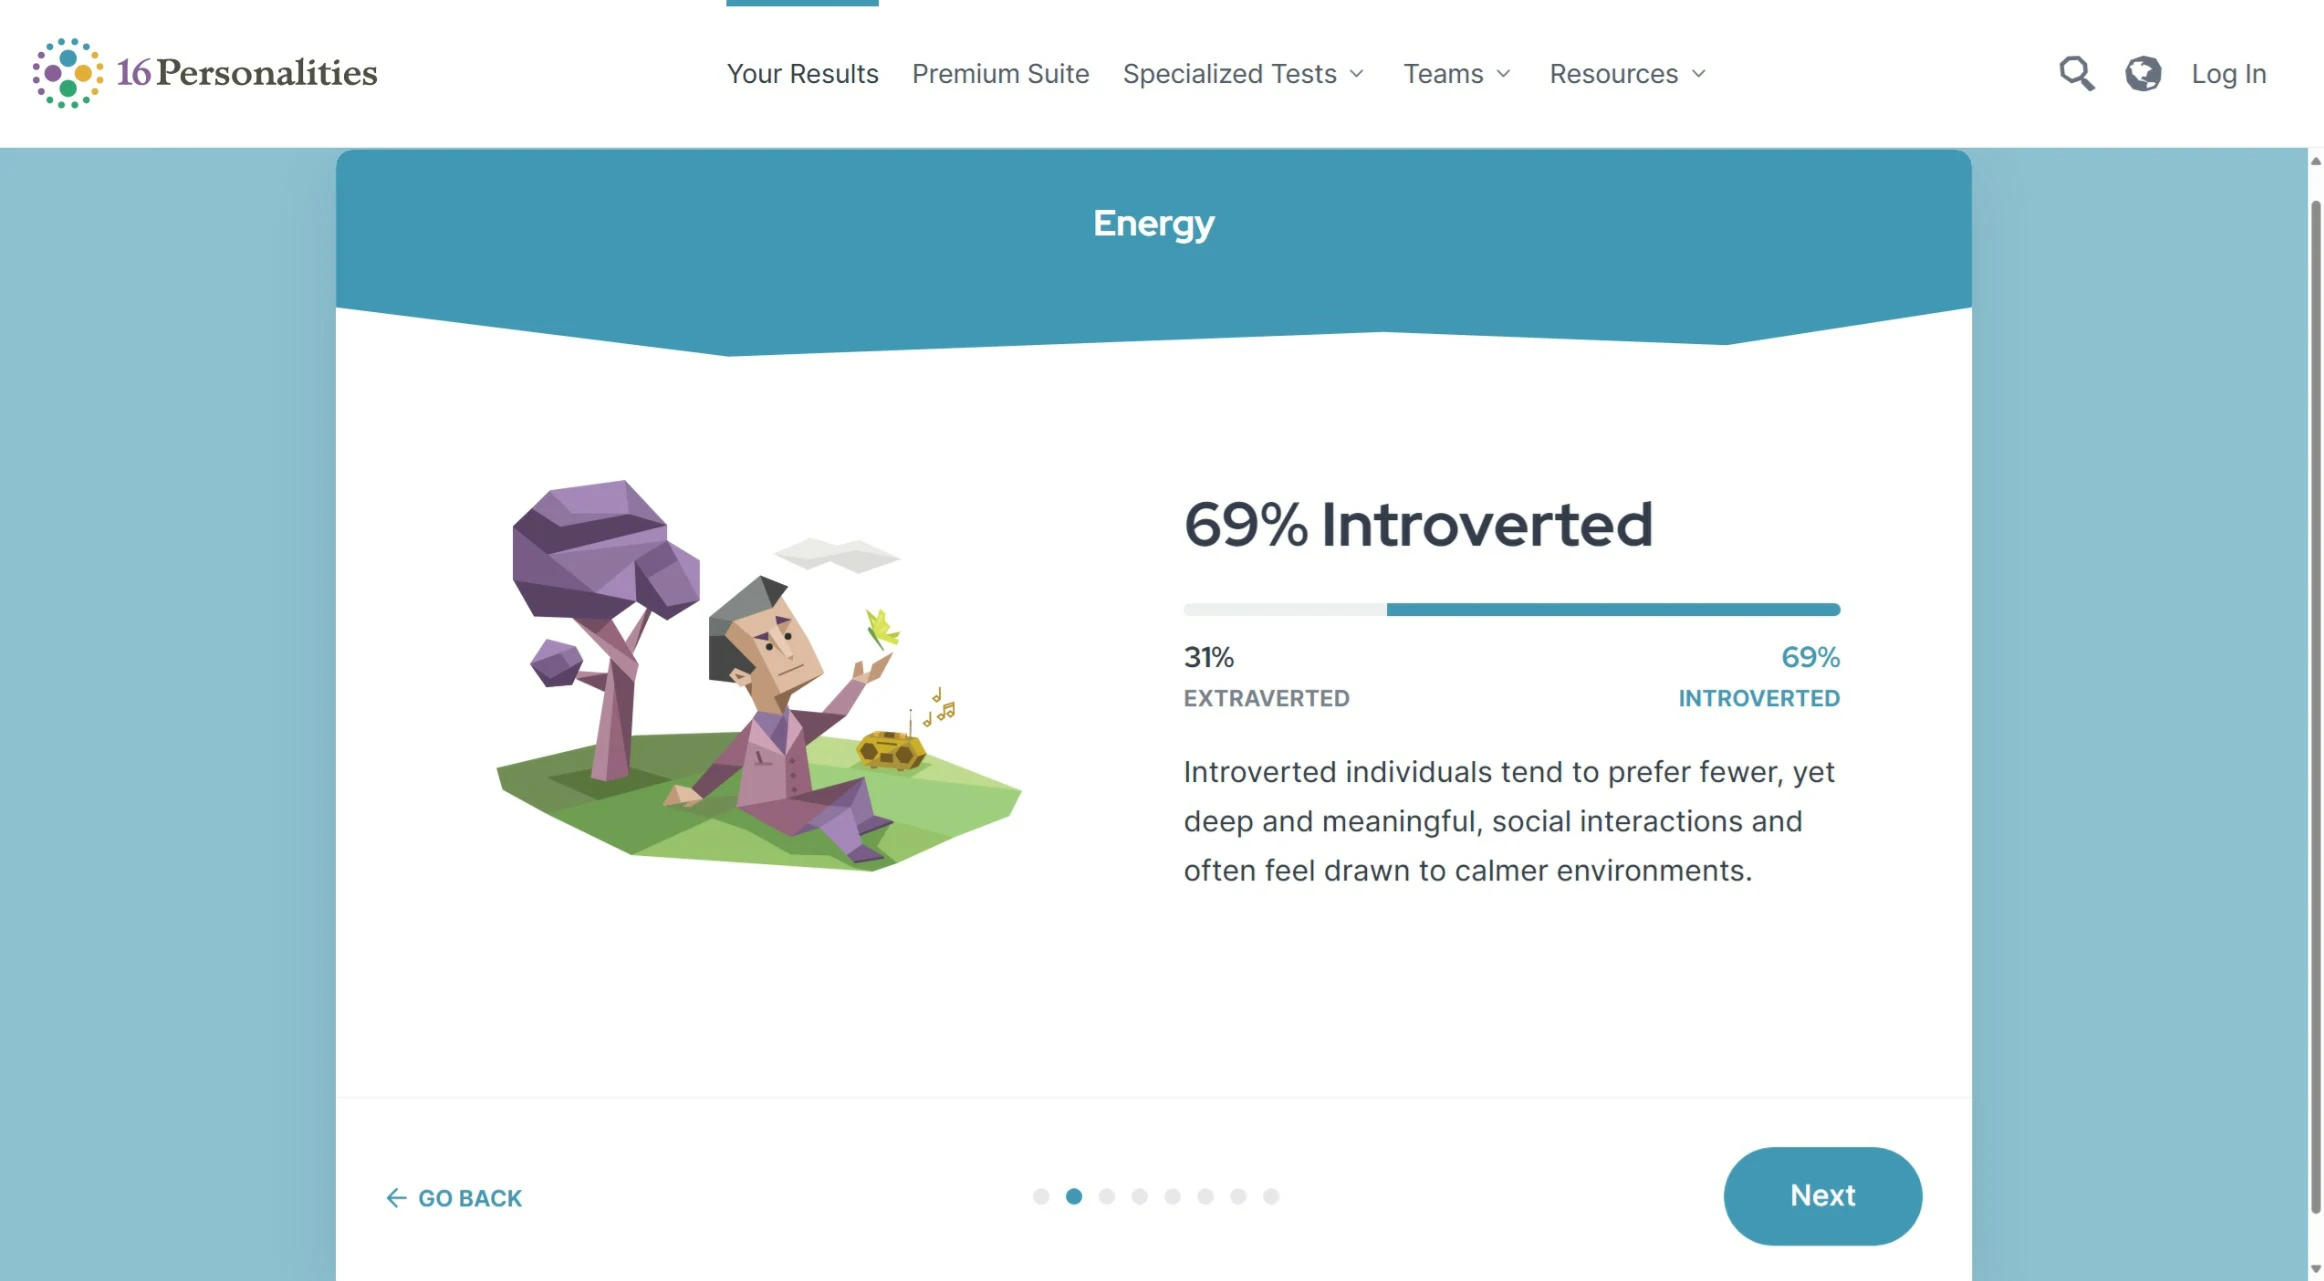 16Personalities
Your Results
Premium Suite
Specialized Tests
Teams
Resources
Log In
Energy
69% Introverted
31%
69%
EXTRAVERTED
INTROVERTED
Introverted individuals tend to prefer fewer, yet
deep and meaningful, social interactions and
often feel drawn to calmer environments.
GO BACK
Next